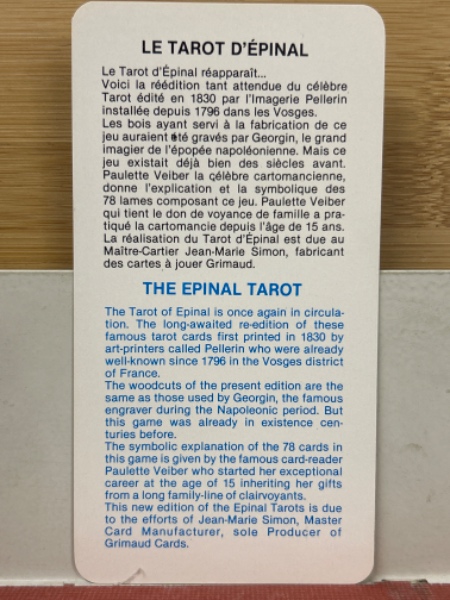 LE TAROT D'ÉPINAL
Le Tarot d'Épinal réapparaît...
Voici la réédition tant attendue du célèbre
Tarot édité en 1830 par l'Imagerie Pellerin
installée depuis 1796 dans les Vosges.
Les bois ayant servi à la fabrication de ce
jeu auraient été gravés par Georgin, le grand
imagier de l'épopée napoléonienne. Mais ce
jeu existait déjà bien des siècles avant.
Paulette Veiber la célèbre cartomancienne,
donne l'explication et la symbolique des
78 lames composant ce jeu. Paulette Veiber
qui tient le don de voyance de famille a pra-
tiqué la cartomancie depuis l'âge de 15 ans.
La réalisation du Tarot d'Épinal est due au
Maître-Cartier Jean-Marie Simon, fabricant
des cartes à jouer Grimaud.
THE EPINAL TAROT
The Tarot of Epinal is once again in circula-
tion. The long-awaited re-edition of these
famous tarot cards first printed in 1830 by
art-printers called Pellerin who were already
well-known since 1796 in the Vosges district
of France.
The woodcuts of the present edition are the
same as those used by Georgin, the famous
engraver during the Napoleonic period. But
this game was already in existence cen-
turies before.
The symbolic explanation of the 78 cards in
this game is given by the famous card-reader
Paulette Veiber who started her exceptional
career at the age of 15 inheriting her gifts
from a long family-line of clairvoyants.
This new edition of the Epinal Tarots is due
to the efforts of Jean-Marie Simon, Master
Card Manufacturer, sole Producer of
Grimaud Cards.